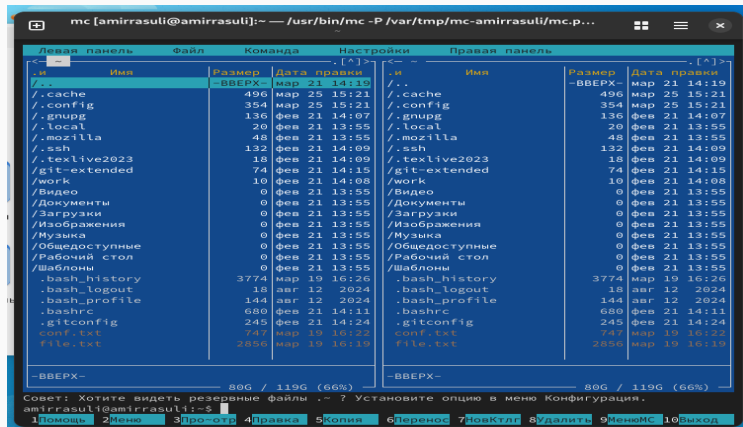 mc [amirrasuli@amirrasuli]:~ — /usr/bin/mc -P /var/tmp/mc-amirrasuli/mc.p...
~
Левая панель Файл Команда Настройки Правая панель
<— ~ .[^]> <— ~ .[^]>
.и Имя Размер Дата правки .и Имя Размер Дата правки
/.. -ВВЕРХ- мар 21 14:19 /.. -ВВЕРХ- мар 21 14:19
/.cache 496 мар 25 15:21 /.cache 496 мар 25 15:21
/.config 354 мар 25 15:21 /.config 354 мар 25 15:21
/.gnupg 136 фев 21 14:07 /.gnupg 136 фев 21 14:07
/.local 20 фев 21 13:55 /.local 20 фев 21 13:55
/.mozilla 48 фев 21 13:55 /.mozilla 48 фев 21 13:55
/.ssh 132 фев 21 14:09 /.ssh 132 фев 21 14:09
/.texlive2023 18 фев 21 14:09 /.texlive2023 18 фев 21 14:09
/git-extended 74 фев 21 14:15 /git-extended 74 фев 21 14:15
/work 10 фев 21 14:08 /work 10 фев 21 14:08
/Видео 0 фев 21 13:55 /Видео 0 фев 21 13:55
/Документы 0 фев 21 13:55 /Документы 0 фев 21 13:55
/Загрузки 0 фев 21 13:55 /Загрузки 0 фев 21 13:55
/Изображения 0 фев 21 13:55 /Изображения 0 фев 21 13:55
/Музыка 0 фев 21 13:55 /Музыка 0 фев 21 13:55
/Общедоступные 0 фев 21 13:55 /Общедоступные 0 фев 21 13:55
/Рабочий стол 0 фев 21 13:55 /Рабочий стол 0 фев 21 13:55
/Шаблоны 0 фев 21 13:55 /Шаблоны 0 фев 21 13:55
.bash_history 3774 мар 19 16:26 .bash_history 3774 мар 19 16:26
.bash_logout 18 авг 12 2024 .bash_logout 18 авг 12 2024
.bash_profile 144 авг 12 2024 .bash_profile 144 авг 12 2024
.bashrc 680 фев 21 14:11 .bashrc 680 фев 21 14:11
.gitconfig 245 фев 21 14:24 .gitconfig 245 фев 21 14:24
conf.txt 747 мар 19 16:22 conf.txt 747 мар 19 16:22
file.txt 2856 мар 19 16:19 file.txt 2856 мар 19 16:19
-ВВЕРХ- -ВВЕРХ-
80G / 119G (66%) 80G / 119G (66%)
Совет: Хотите видеть резервные файлы .~ ? Установите опцию в меню Конфигурация.
amirrasuli@amirrasuli:~$
1Помощь 2Меню 3Про~отр 4Правка 5Копия 6Перенос 7НовКтлг 8Удалить 9МенюMC 10Выход